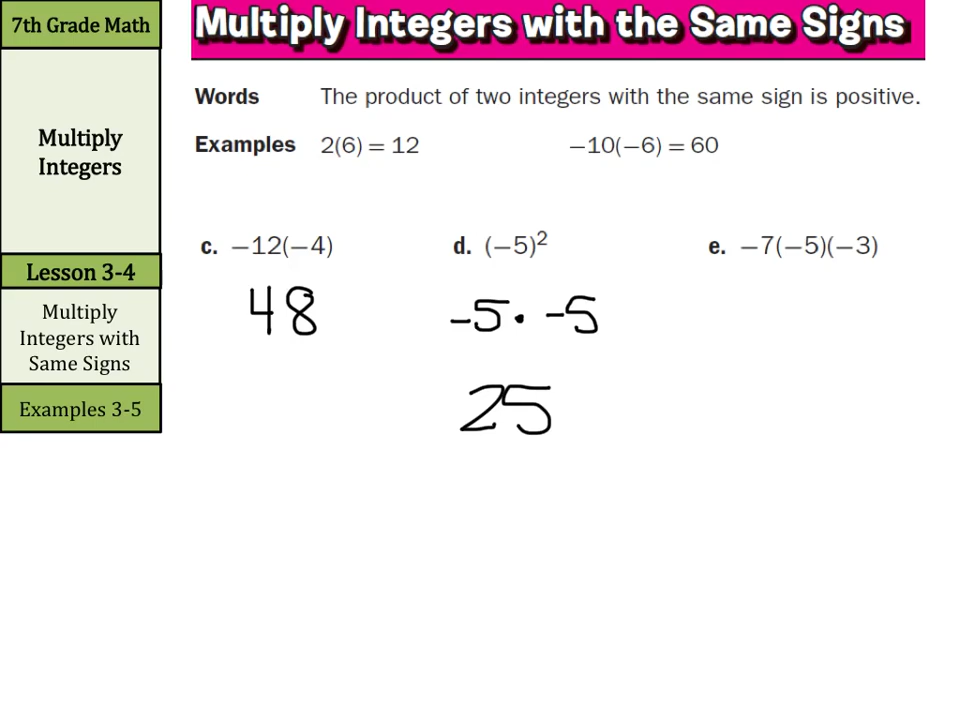 7th Grade Math
Multiply Integers with the Same Signs
Multiply
Integers
Words The product of two integers with the same sign is positive.
Examples 2(6) = 12 −10(−6) = 60
c. −12(−4) d. (−5)² e. −7(−5)(−3)
Lesson 3-4
Multiply
Integers with
Same Signs
48 -5 · -5
Examples 3-5
25